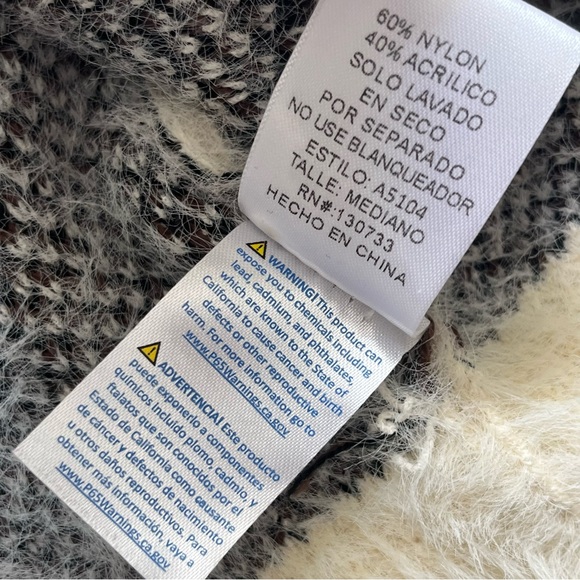 60% NYLON
40% ACRILICO
SOLO LAVADO
EN SECO
POR SEPARADO
NO USE BLANQUEADOR
ESTILO: A5104
TALLE: MEDIANO
RN#:130733
HECHO EN CHINA
WARNING! This product can
expose you to chemicals including
lead, cadmium, and phthalates,
which are known to the State of
California to cause cancer and birth
defects or other reproductive
harm. For more information go to
www.P65Warnings.ca.gov
ADVERTENCIA! Este producto
puede exponerlo a componentes
químicos incluido plomo, cadmio, y
ftalatos que son conocidos por el
Estado de California como causante
de cáncer y defectos de nacimiento
u otros daños reproductivos. Para
obtener más información, vaya a
www.P65Warnings.ca.gov